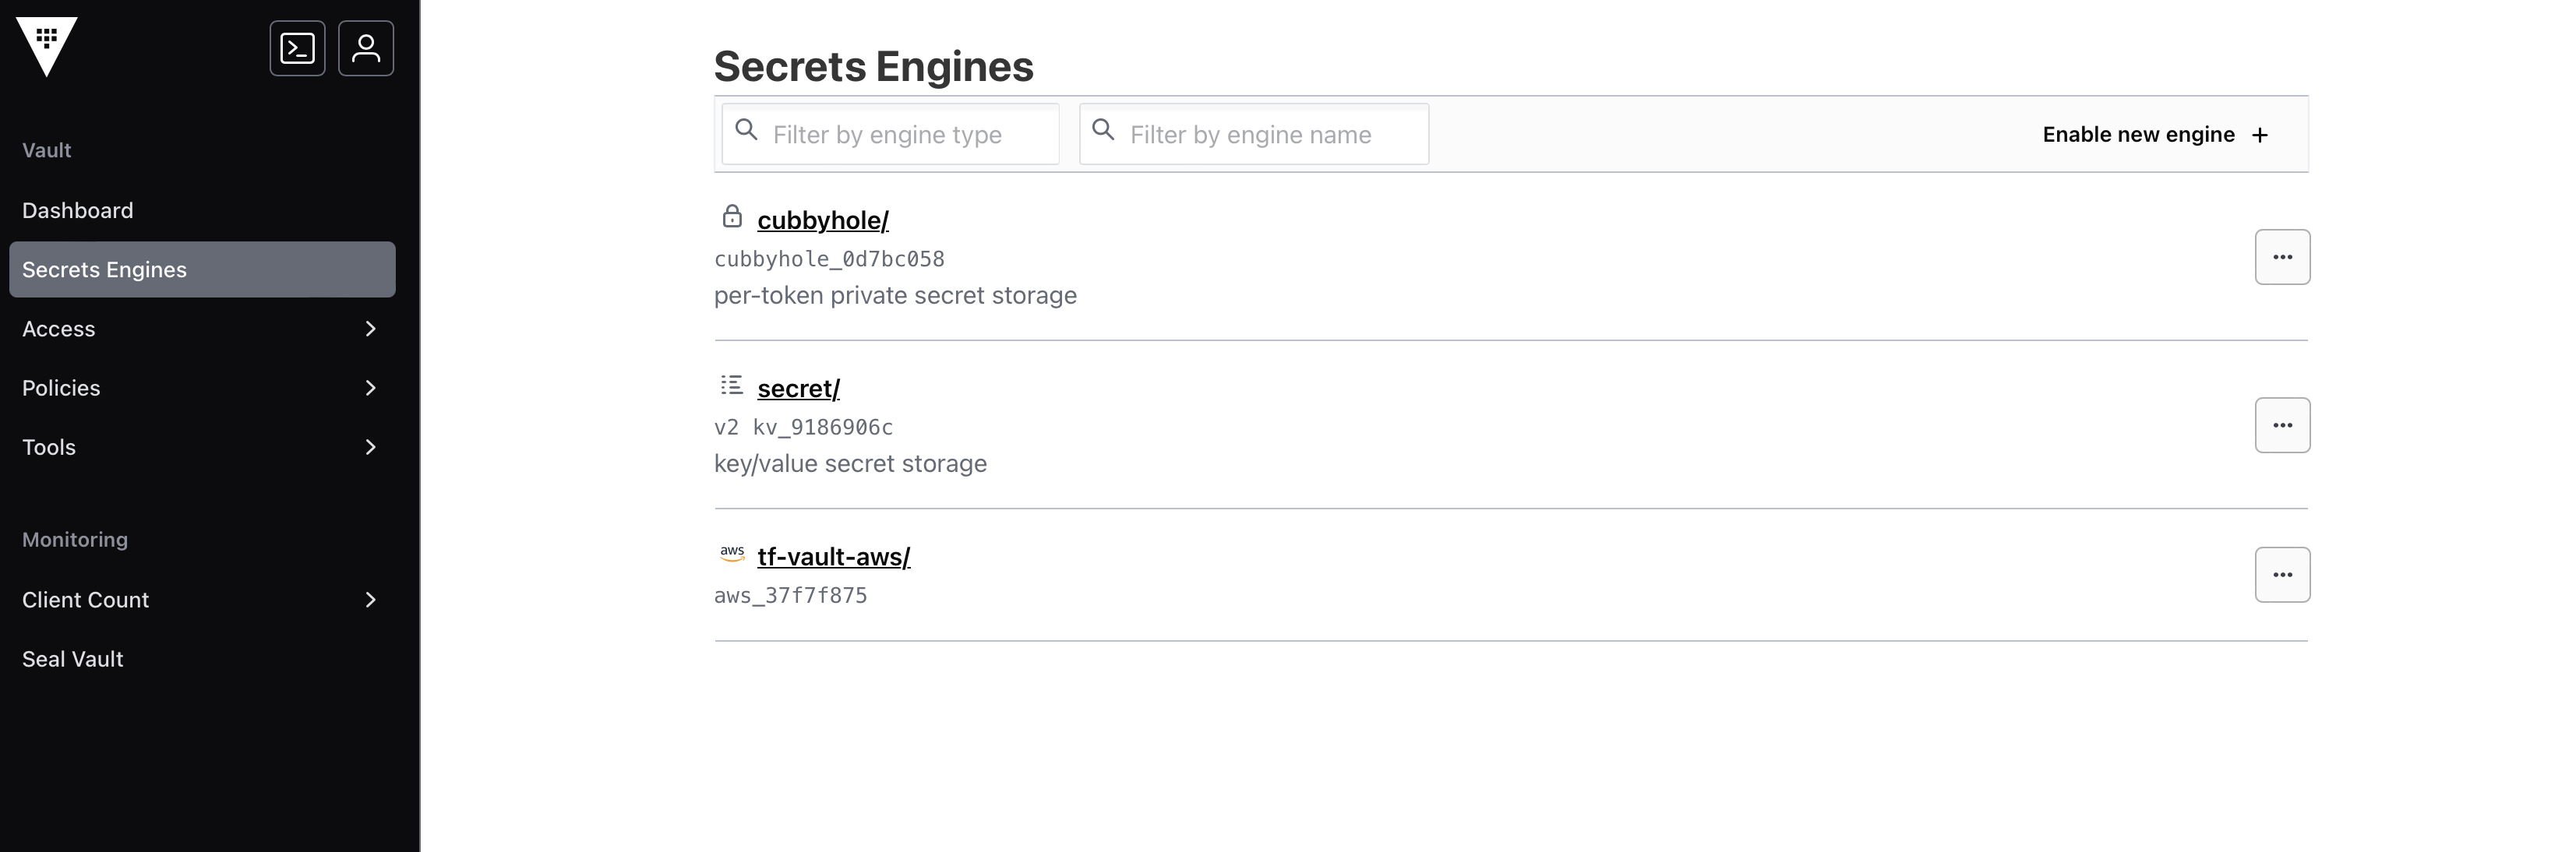 Vault
Dashboard
Secrets Engines
Access
Policies
Tools
Monitoring
Client Count
Seal Vault
Secrets Engines
Filter by engine type
Filter by engine name
Enable new engine +
cubbyhole/
cubbyhole_0d7bc058
per-token private secret storage
secret/
v2 kv_9186906c
key/value secret storage
aws tf-vault-aws/
aws_37f7f875